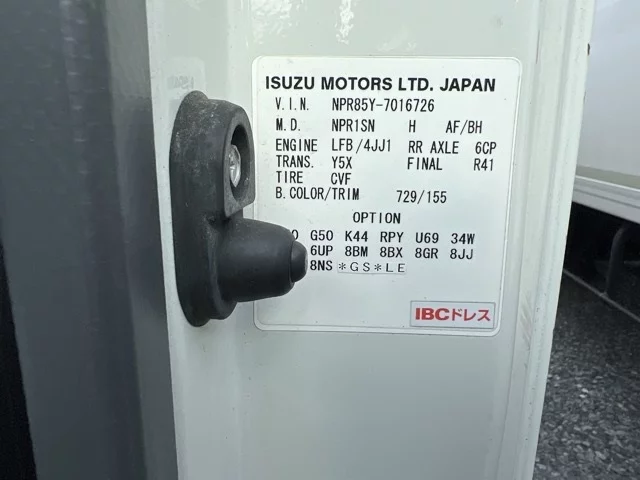 ISUZU MOTORS LTD. JAPAN
V.I.N. NPR85Y-7016726
M.D. NPR1SN H AF/BH
ENGINE LFB/4JJ1 RR AXLE 6CP
TRANS. Y5X FINAL R41
TIRE CVF
B.COLOR/TRIM 729/155
OPTION
G50 K44 RPY U69 34W
6UP 8BM 8BX 8GR 8JJ
8NS *GS*LE
IBCドレス